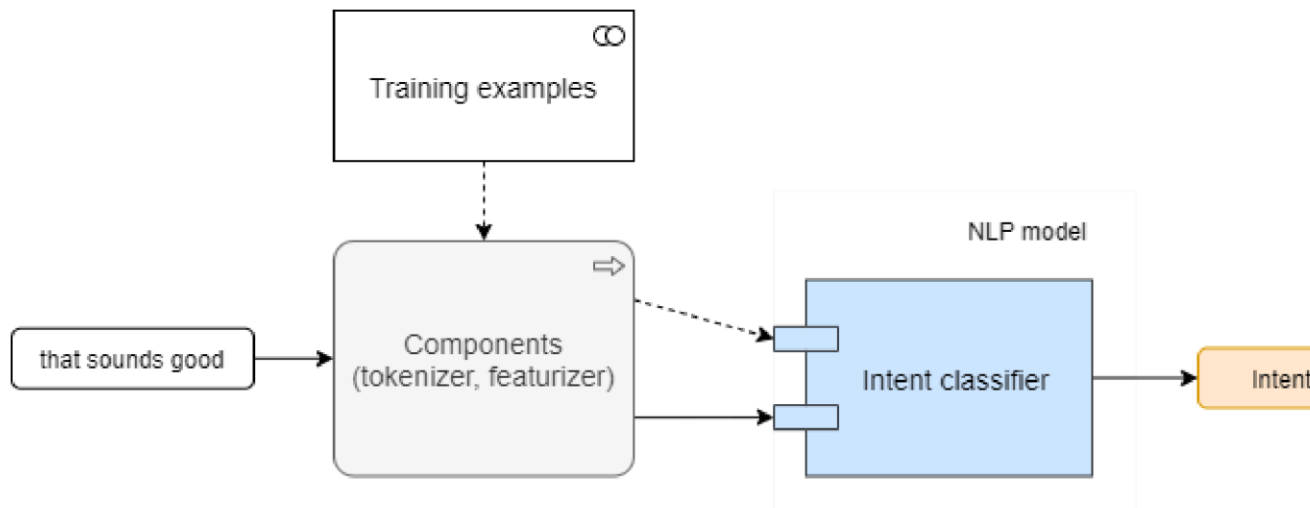 Training examples
NLP model
that sounds good
Components
(tokenizer, featurizer)
Intent classifier
Intent